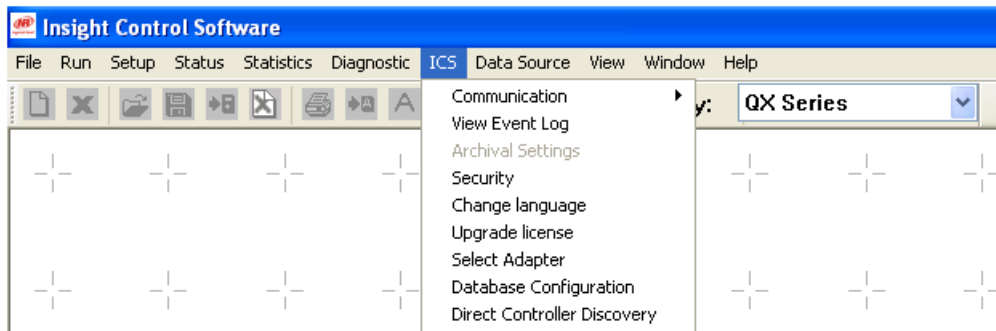 Insight Control Software
File Run Setup Status Statistics Diagnostic ICS Data Source View Window Help
y: QX Series
Communication
View Event Log
Archival Settings
Security
Change language
Upgrade license
Select Adapter
Database Configuration
Direct Controller Discovery